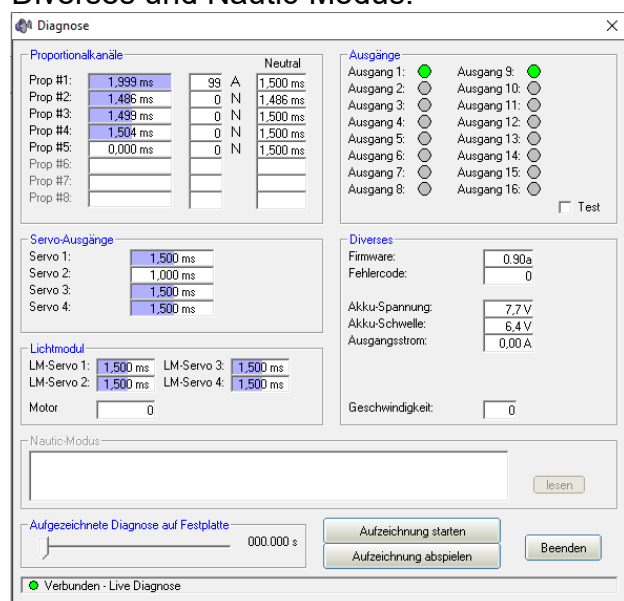 Diverses und Nautic-Modus.
Diagnose
Proportionalkanäle
Neutral
Prop #1: 1,999 ms 99 A 1,500 ms
Prop #2: 1,486 ms 0 N 1,486 ms
Prop #3: 1,499 ms 0 N 1,500 ms
Prop #4: 1,504 ms 0 N 1,500 ms
Prop #5: 0,000 ms 0 N 1,500 ms
Prop #6:
Prop #7:
Prop #8:
Ausgänge
Ausgang 1: Ausgang 9:
Ausgang 2: Ausgang 10:
Ausgang 3: Ausgang 11:
Ausgang 4: Ausgang 12:
Ausgang 5: Ausgang 13:
Ausgang 6: Ausgang 14:
Ausgang 7: Ausgang 15:
Ausgang 8: Ausgang 16:
Test
Servo-Ausgänge
Servo 1: 1,500 ms
Servo 2: 1,000 ms
Servo 3: 1,500 ms
Servo 4: 1,500 ms
Diverses
Firmware: 0.90a
Fehlercode: 0
Akku-Spannung: 7,7 V
Akku-Schwelle: 6,4 V
Ausgangsstrom: 0,00 A
Geschwindigkeit: 0
Lichtmodul
LM-Servo 1: 1,500 ms LM-Servo 3: 1,500 ms
LM-Servo 2: 1,500 ms LM-Servo 4: 1,500 ms
Motor 0
Nautic-Modus
lesen
Aufgezeichnete Diagnose auf Festplatte
000.000 s
Aufzeichnung starten
Aufzeichnung abspielen
Beenden
Verbunden - Live Diagnose